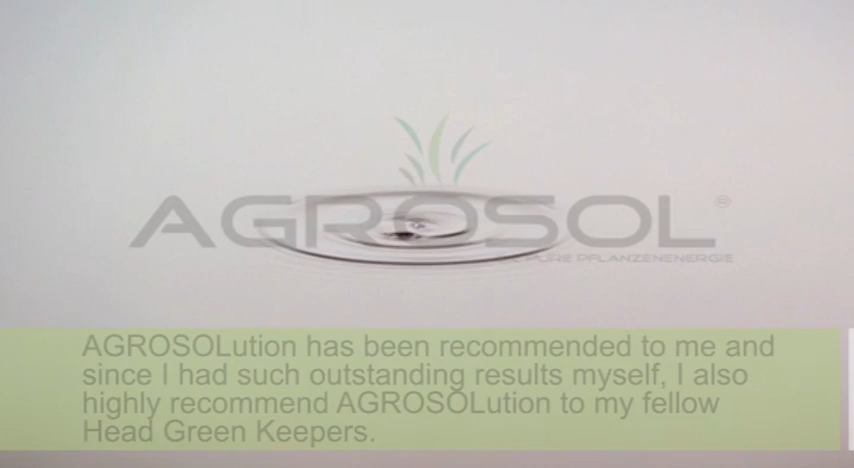 AGROSOL®
PURE PFLANZENENERGIE
AGROSOLution has been recommended to me and
since I had such outstanding results myself, I also
highly recommend AGROSOLution to my fellow
Head Green Keepers.